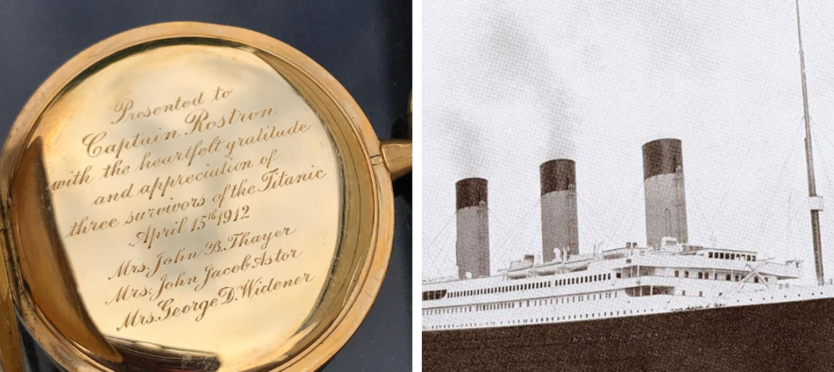 Presented to
Captain Rostron
with the heartfelt gratitude
and appreciation of
three survivors of the Titanic
April 15th 1912
Mrs. John B. Thayer
Mrs. John Jacob Astor
Mrs. George D. Widener